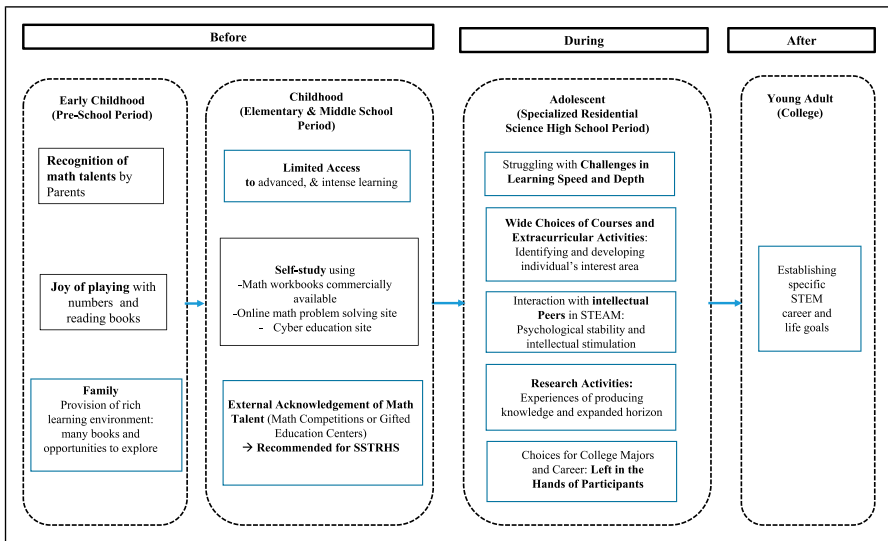 Before
During
After
Early Childhood
(Pre-School Period)
Recognition of
math talents by
Parents
Joy of playing with
numbers and
reading books
Family
Provision of rich
learning environment:
many books and
opportunities to explore
Childhood
(Elementary & Middle School
Period)
Limited Access
to advanced, & intense learning
Self-study using
-Math workbooks commercially
available
-Online math problem solving site
- Cyber education site
External Acknowledgement of Math
Talent (Math Competitions or Gifted
Education Centers)
→ Recommended for SSTRHS
Adolescent
(Specialized Residential
Science High School Period)
Struggling with Challenges in
Learning Speed and Depth
Wide Choices of Courses and
Extracurricular Activities:
Identifying and developing
individual's interest area
Interaction with intellectual
Peers in STEAM:
Psychological stability and
intellectual stimulation
Research Activities:
Experiences of producing
knowledge and expanded horizon
Choices for College Majors
and Career: Left in the
Hands of Participants
Young Adult
(College)
Establishing
specific
STEM
career and
life goals